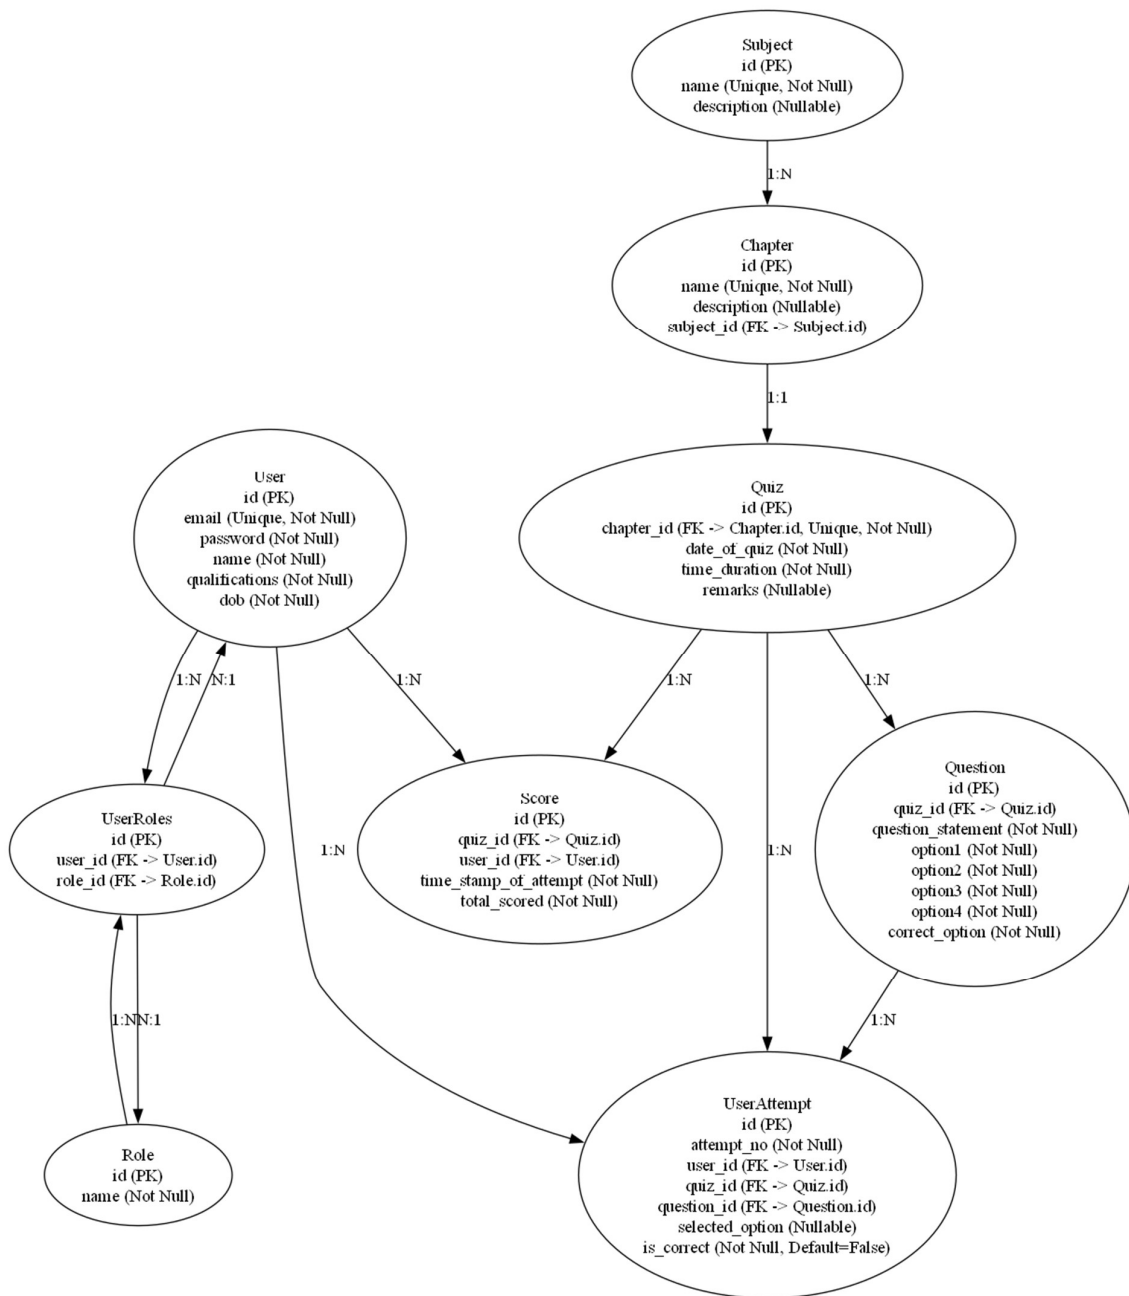 Subject
id (PK)
name (Unique, Not Null)
description (Nullable)
1:N
Chapter
id (PK)
name (Unique, Not Null)
description (Nullable)
subject_id (FK -> Subject.id)
1:1
User
id (PK)
email (Unique, Not Null)
password (Not Null)
name (Not Null)
qualifications (Not Null)
dob (Not Null)
Quiz
id (PK)
chapter_id (FK -> Chapter.id, Unique, Not Null)
date_of_quiz (Not Null)
time_duration (Not Null)
remarks (Nullable)
1:N
N:1
1:N
1:N
1:N
UserRoles
id (PK)
user_id (FK -> User.id)
role_id (FK -> Role.id)
1:N
Score
id (PK)
quiz_id (FK -> Quiz.id)
user_id (FK -> User.id)
time_stamp_of_attempt (Not Null)
total_scored (Not Null)
1:N
Question
id (PK)
quiz_id (FK -> Quiz.id)
question_statement (Not Null)
option1 (Not Null)
option2 (Not Null)
option3 (Not Null)
option4 (Not Null)
correct_option (Not Null)
1:N
N:1
1:N
Role
id (PK)
name (Not Null)
UserAttempt
id (PK)
attempt_no (Not Null)
user_id (FK -> User.id)
quiz_id (FK -> Quiz.id)
question_id (FK -> Question.id)
selected_option (Nullable)
is_correct (Not Null, Default=False)